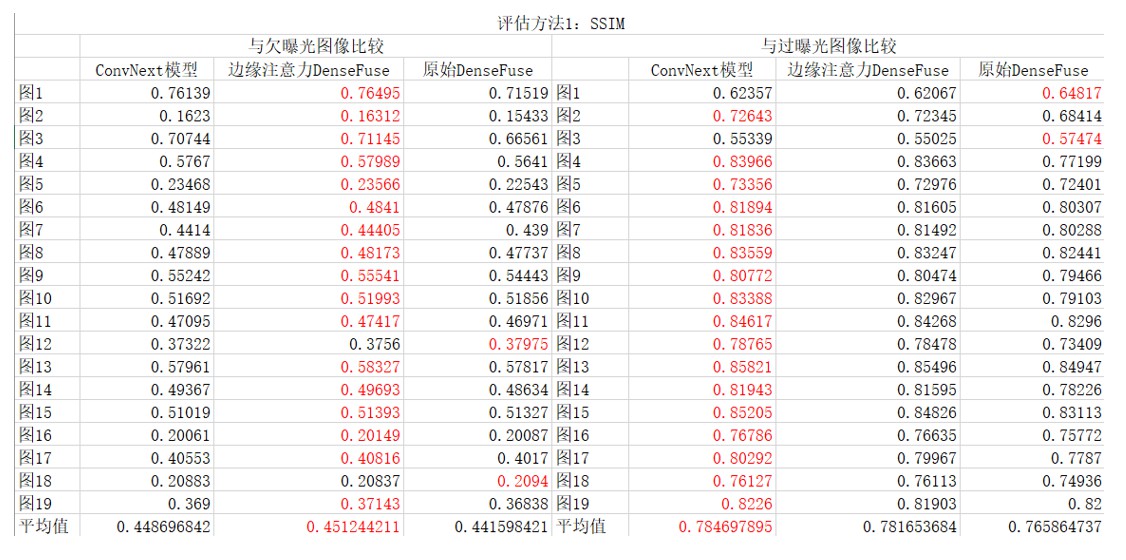 评估方法1: SSIM
与欠曝光图像比较 与过曝光图像比较
ConvNext模型 边缘注意力DenseFuse 原始DenseFuse ConvNext模型 边缘注意力DenseFuse 原始DenseFuse
图1 0.76139 0.76495 0.71519 图1 0.62357 0.62067 0.64817
图2 0.1623 0.16312 0.15433 图2 0.72643 0.72345 0.68414
图3 0.70744 0.71145 0.66561 图3 0.55339 0.55025 0.57474
图4 0.5767 0.57989 0.5641 图4 0.83966 0.83663 0.77199
图5 0.23468 0.23566 0.22543 图5 0.73356 0.72976 0.72401
图6 0.48149 0.4841 0.47876 图6 0.81894 0.81605 0.80307
图7 0.4414 0.44405 0.439 图7 0.81836 0.81492 0.80288
图8 0.47889 0.48173 0.47737 图8 0.83559 0.83247 0.82441
图9 0.55242 0.55541 0.54443 图9 0.80772 0.80474 0.79466
图10 0.51692 0.51993 0.51856 图10 0.83388 0.82967 0.79103
图11 0.47095 0.47417 0.46971 图11 0.84617 0.84268 0.8296
图12 0.37322 0.3756 0.37975 图12 0.78765 0.78478 0.73409
图13 0.57961 0.58327 0.57817 图13 0.85821 0.85496 0.84947
图14 0.49367 0.49693 0.48634 图14 0.81943 0.81595 0.78226
图15 0.51019 0.51393 0.51327 图15 0.85205 0.84826 0.83113
图16 0.20061 0.20149 0.20087 图16 0.76786 0.76635 0.75772
图17 0.40553 0.40816 0.4017 图17 0.80292 0.79967 0.7787
图18 0.20883 0.20837 0.2094 图18 0.76127 0.76113 0.74936
图19 0.369 0.37143 0.36838 图19 0.8226 0.81903 0.82
平均值 0.448696842 0.451244211 0.441598421 平均值 0.784697895 0.781653684 0.765864737